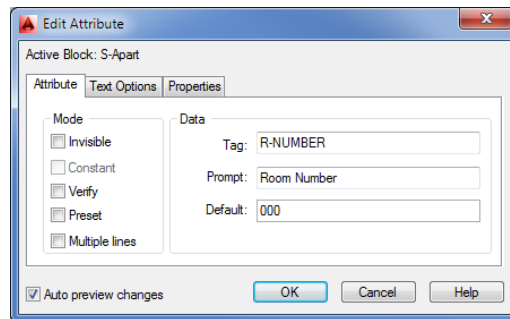 Edit Attribute
Active Block: S-Apart
Attribute Text Options Properties
Mode
Invisible
Constant
Verify
Preset
Multiple lines
Data
Tag: R-NUMBER
Prompt: Room Number
Default: 000
Auto preview changes
OK Cancel Help